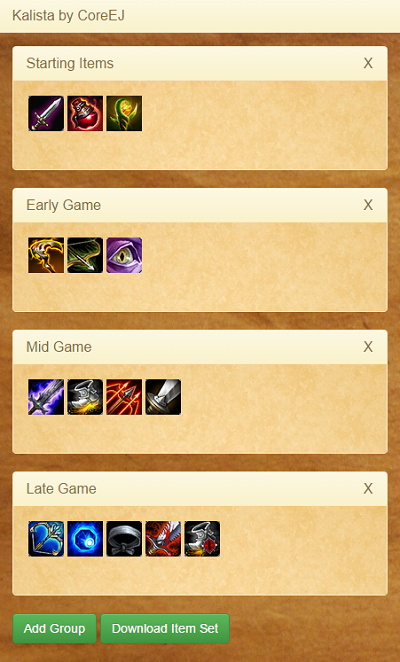 Kalista by CoreEJ
Starting Items X
Early Game X
Mid Game X
Late Game X
Add Group Download Item Set